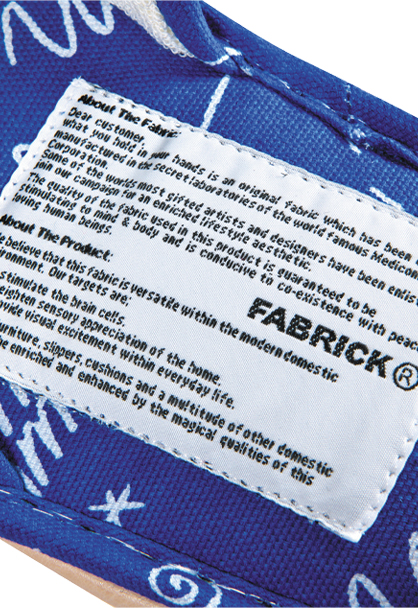 About The Fabric
Dear customer,
what you hold in your hands is an original fabric which has been
manufactured in the secret laboratories of the world famous Medicom
Corporation.
Some of the worlds most gifted artists and designers have been enlisted
join our campaign for an enriched lifestyle aesthetic.
The quality of the fabric used in this product is guaranteed to be
stimulating to mind & body and is conducive to co-existence with peace
loving human beings.
About The Product:
e believe that this fabric is versatile within the modern domestic
ironment. Our targets are:
stimulate the brain cells.
eighten sensory appreciation of the home.
vide visual excitement within everyday life.
urniture, slippers, cushions and a multitude of other domestic
be enriched and enhanced by the magical qualities of this
FABRICK®